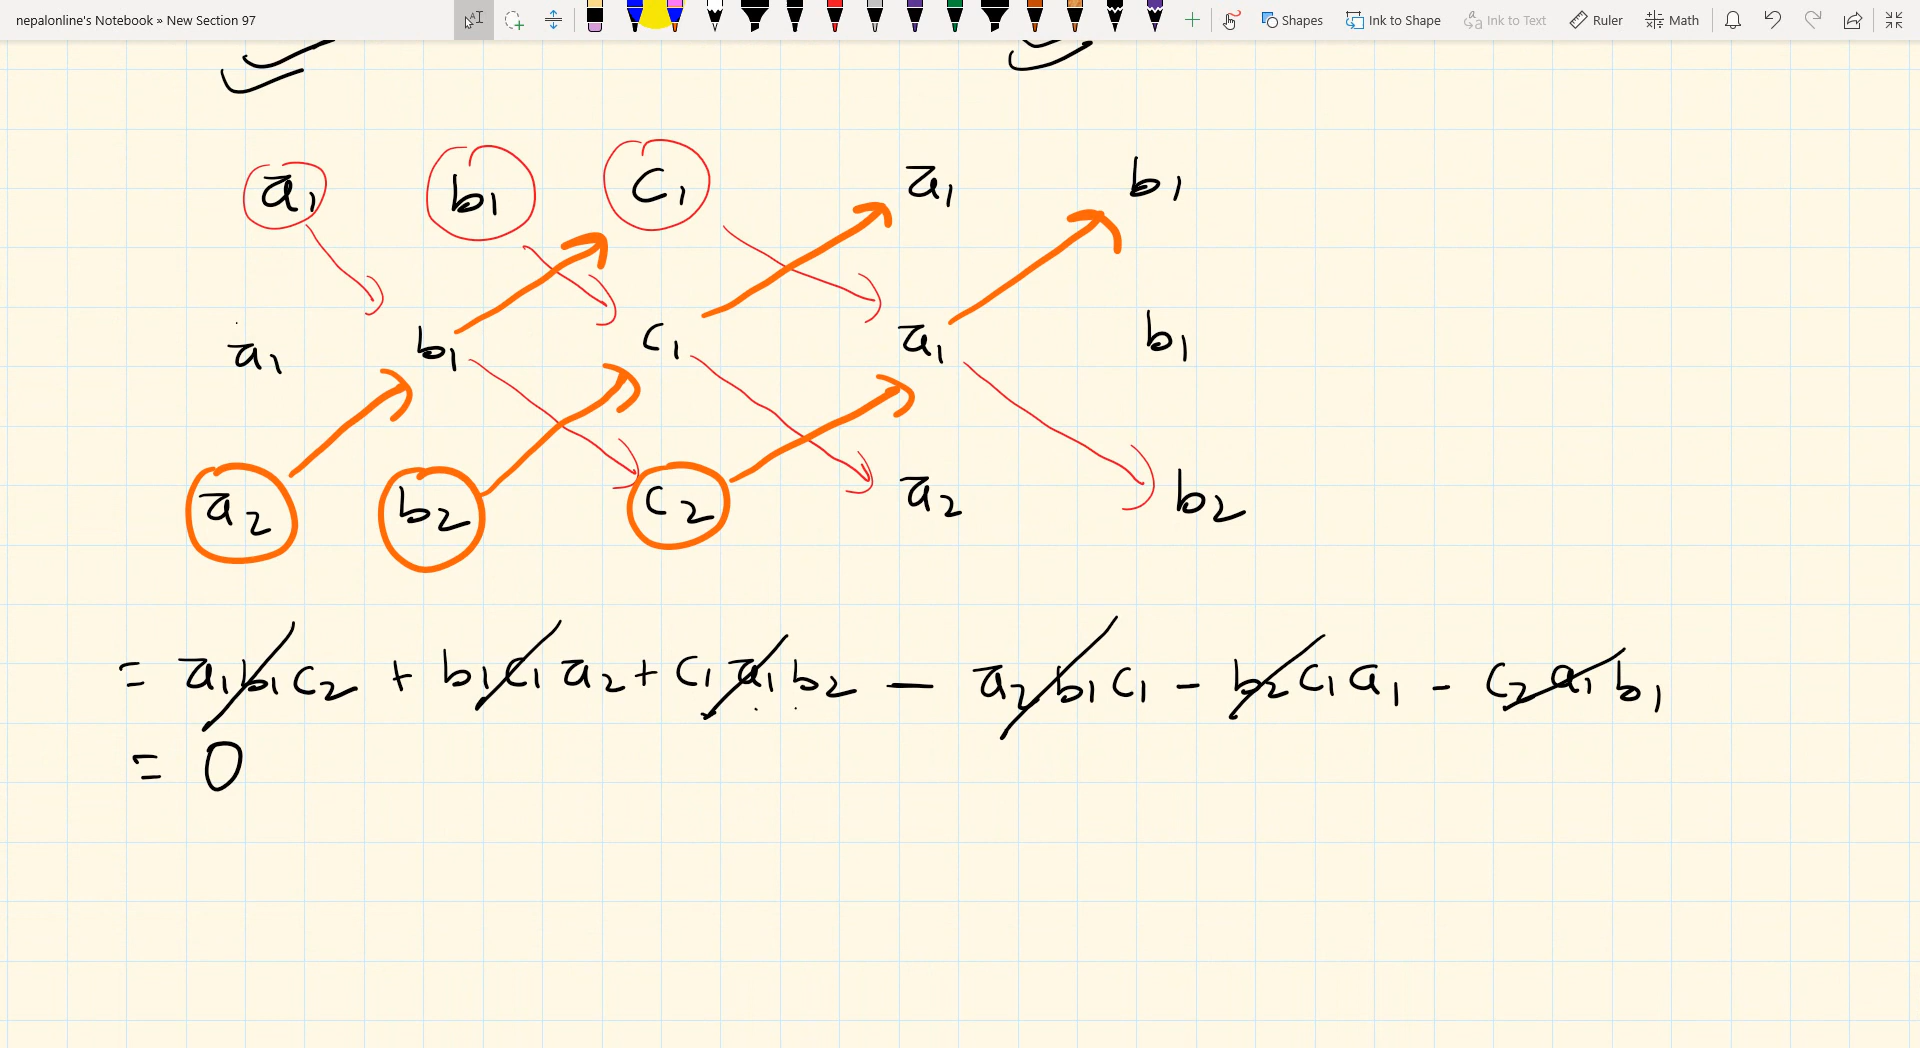 nepalonline's Notebook » New Section 97
Shapes Ink to Shape Ink to Text Ruler Math
a₁ b₁ c₁ a₁ b₁
a₁ b₁ c₁ a₁ b₁
a₂ b₂ c₂ a₂ b₂
= a₁b₁c₂ + b₁c₁a₂ + c₁a₁b₂ - a₂b₁c₁ - b₂c₁a₁ - c₂a₁b₁
= 0